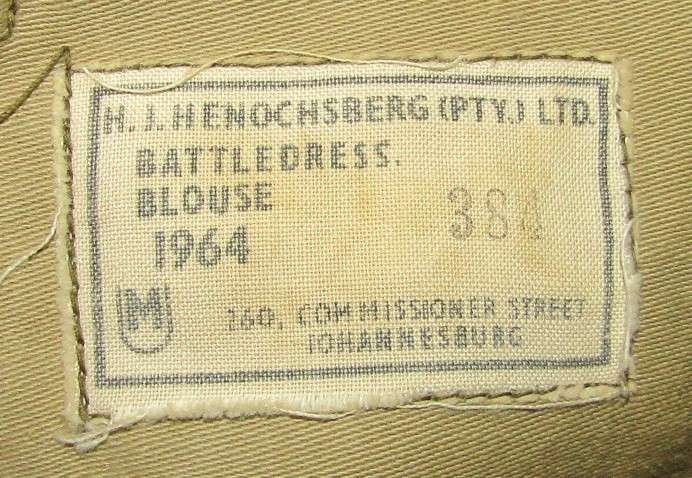 H. J. HENOCHSBERG (PTY.) LTD.
BATTLEDRESS.
BLOUSE
384
1964
M
160, COMMISSIONER STREET
JOHANNESBURG